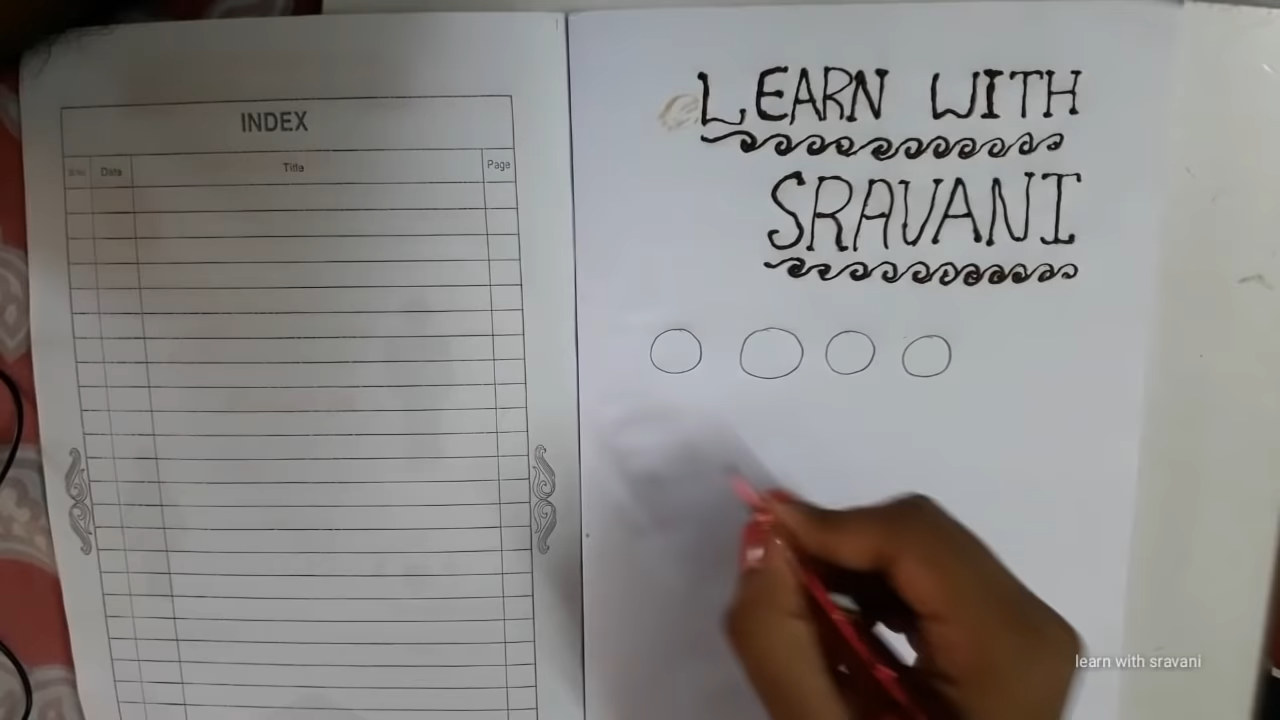 INDEX
Date Title Page
LEARN WITH
SRAVANI
learn with sravani